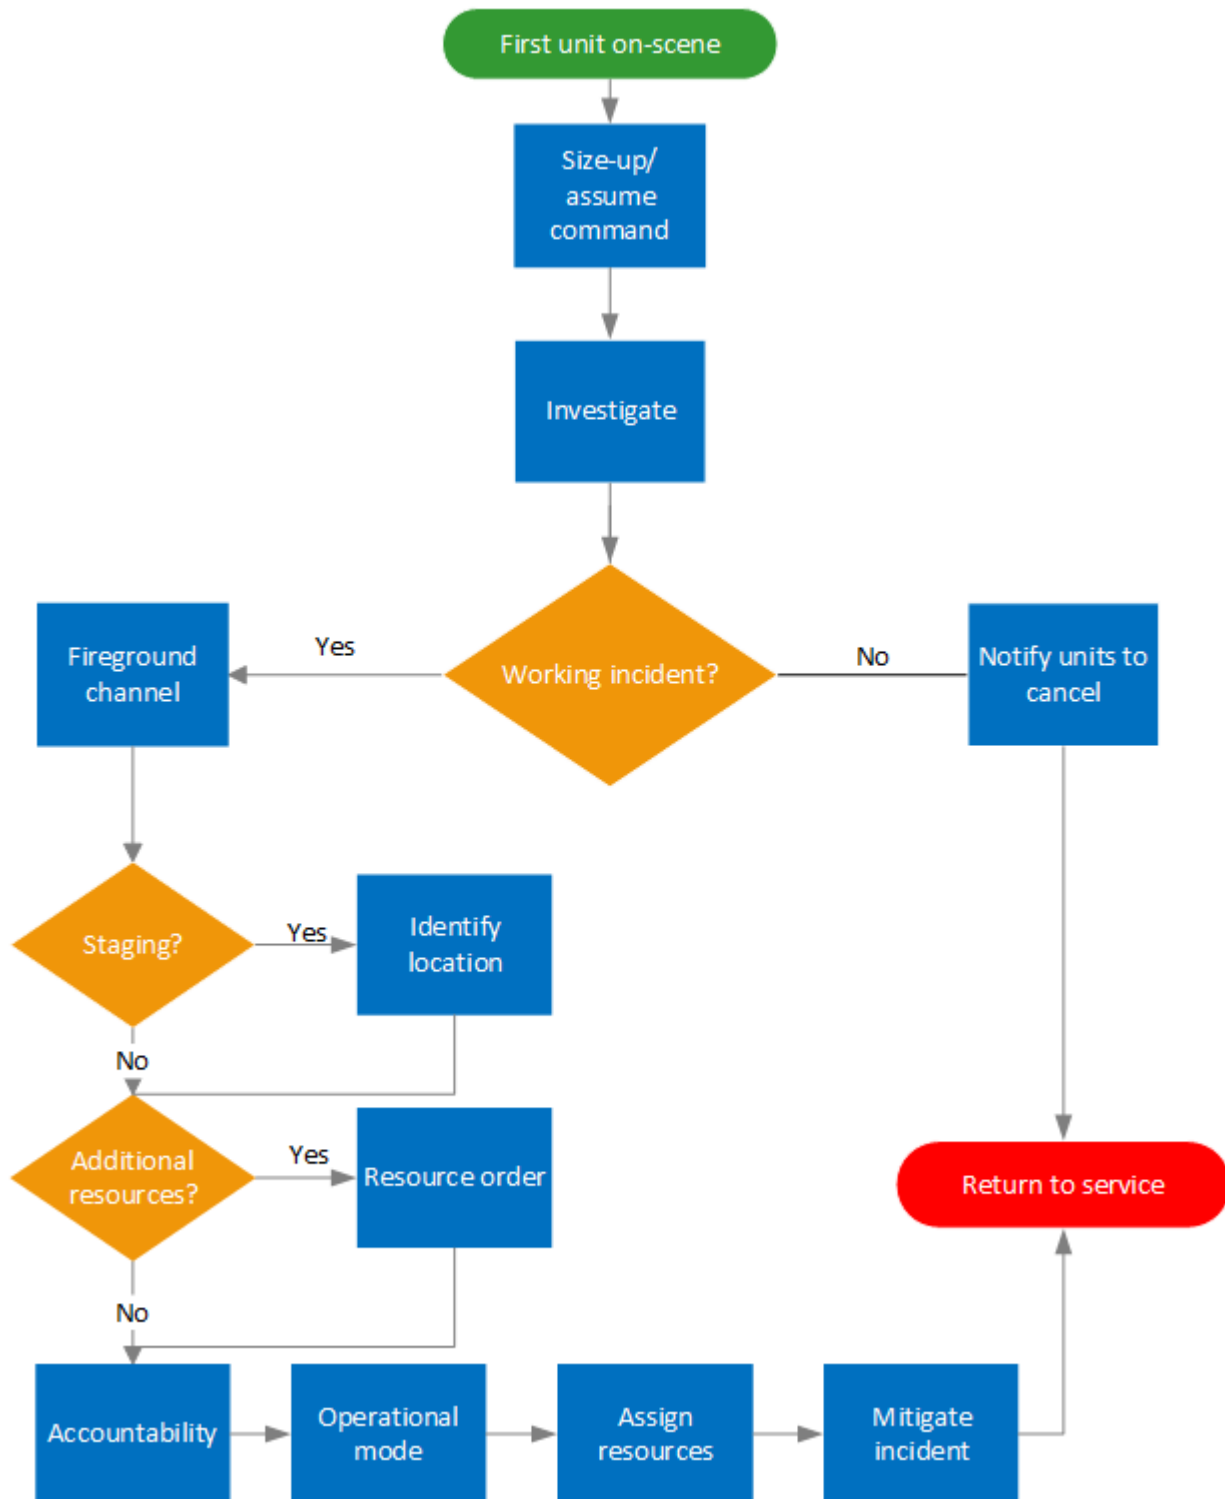 First unit on-scene
Size-up/
assume
command
Investigate
Working incident?
Yes
No
Fireground
channel
Notify units to
cancel
Staging?
Yes
Identify
location
No
Additional
resources?
Yes
Resource order
Return to service
No
Accountability
Operational
mode
Assign
resources
Mitigate
incident